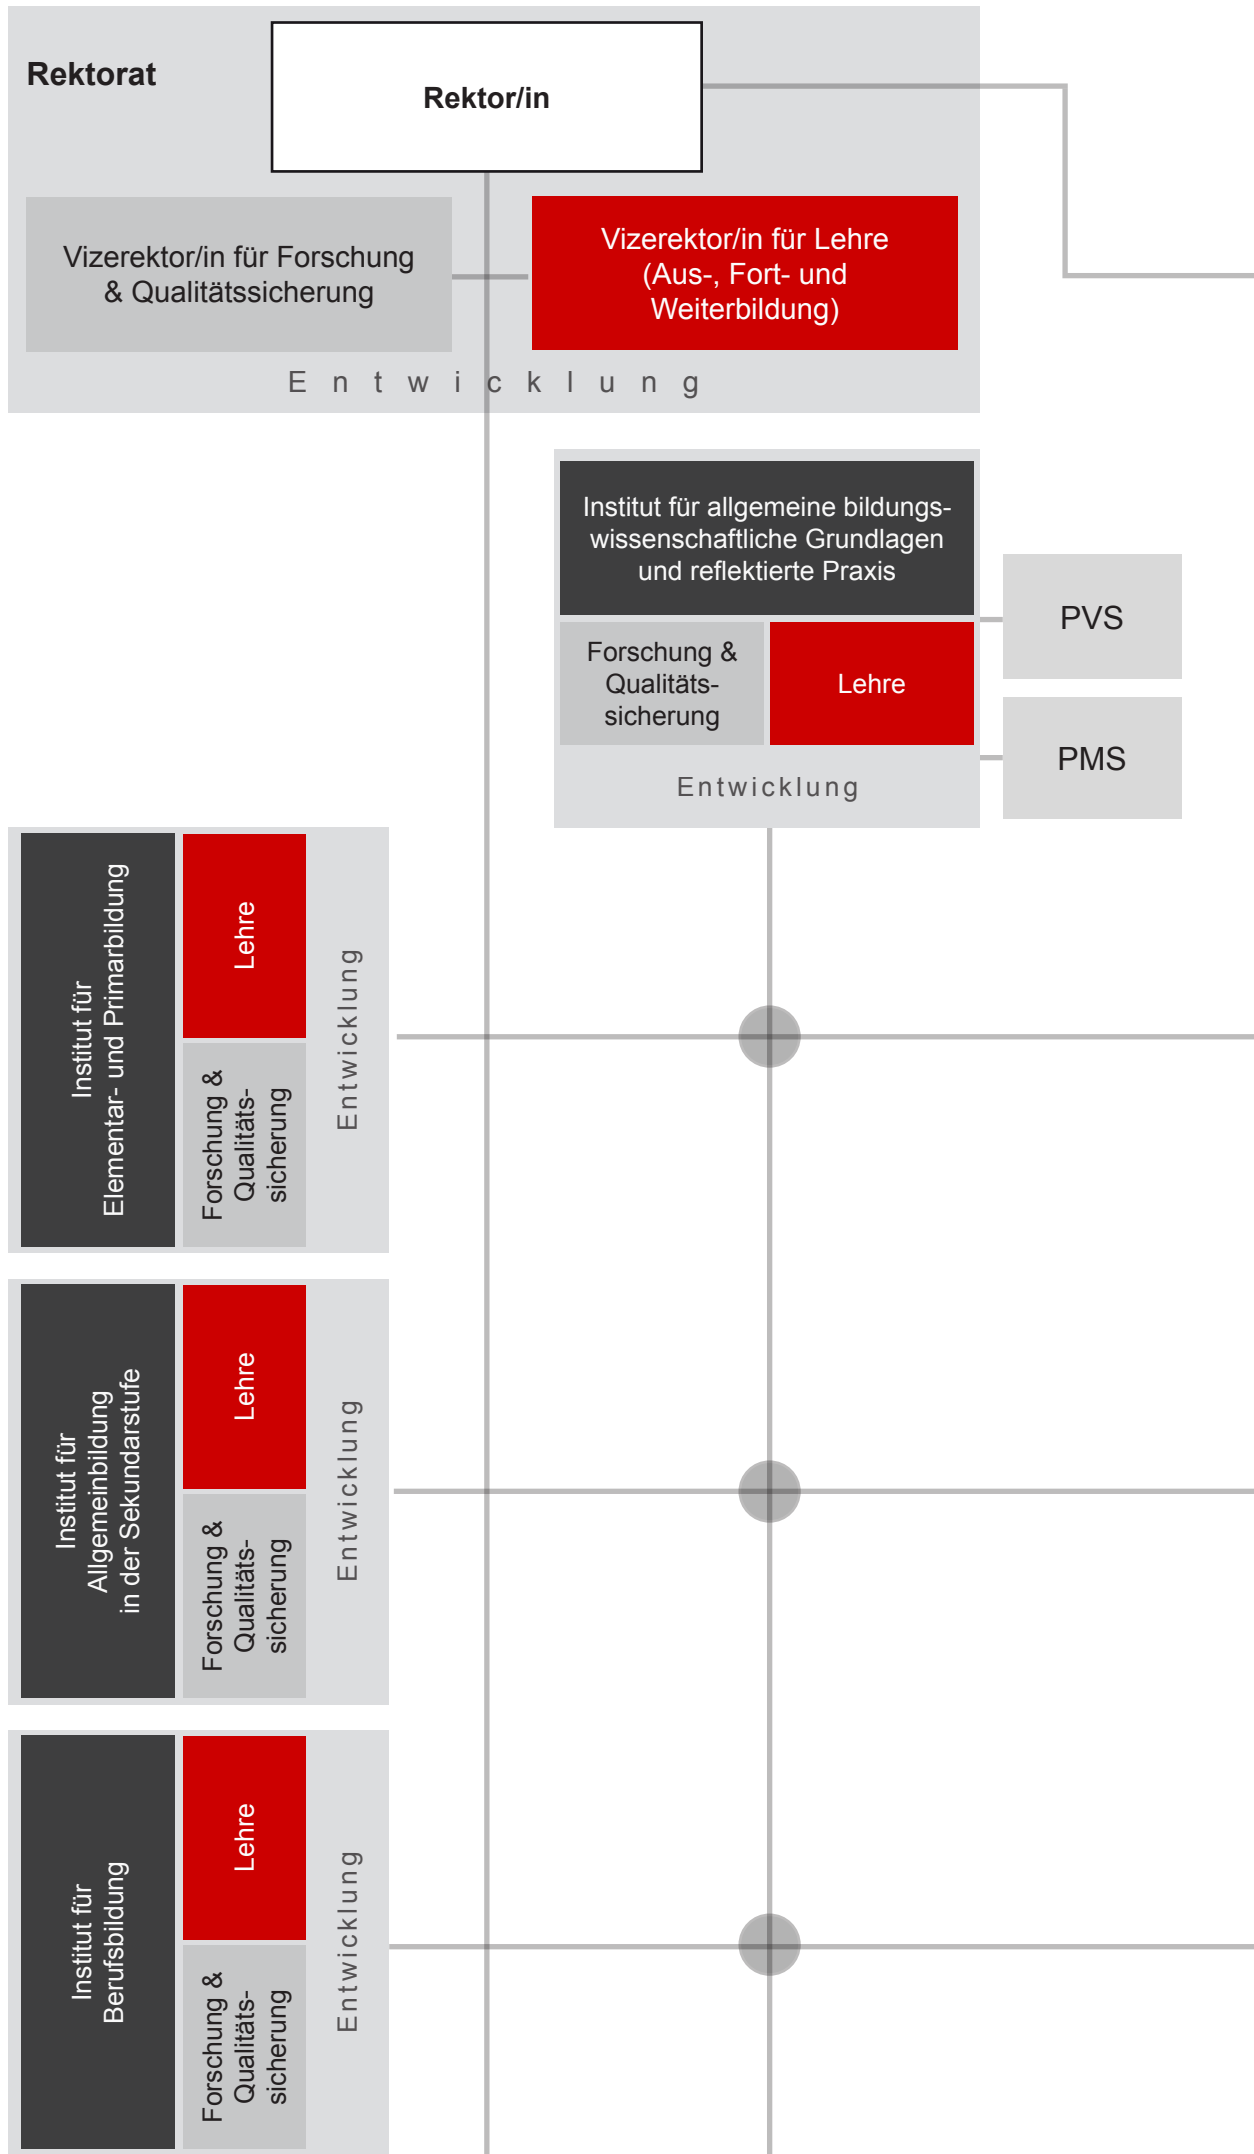 Rektorat
Rektor/in
Vizerektor/in für Forschung
& Qualitätssicherung
Vizerektor/in für Lehre
(Aus-, Fort- und
Weiterbildung)
Entwicklung
Institut für allgemeine bildungs-
wissenschaftliche Grundlagen
und reflektierte Praxis
Forschung &
Qualitäts-
sicherung
Lehre
Entwicklung
PVS
PMS
Institut für
Elementar- und Primarbildung
Lehre
Forschung &
Qualitäts-
sicherung
Entwicklung
Institut für
Allgemeinbildung
in der Sekundarstufe
Lehre
Forschung &
Qualitäts-
sicherung
Entwicklung
Institut für
Berufsbildung
Lehre
Forschung &
Qualitäts-
sicherung
Entwicklung